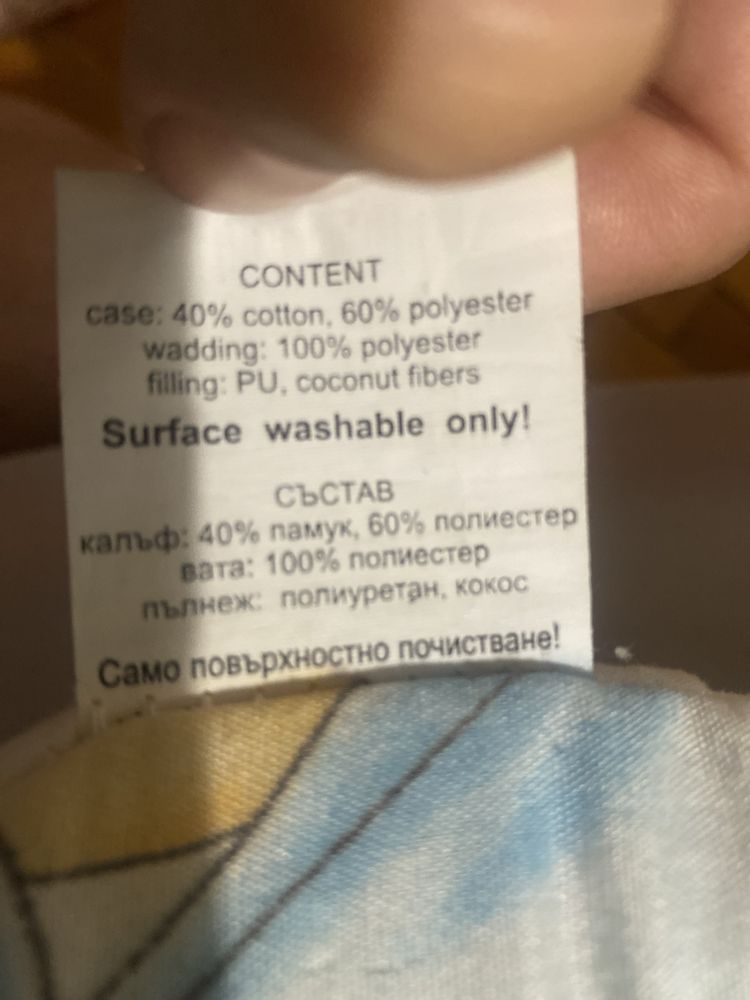 CONTENT
case: 40% cotton, 60% polyester
wadding: 100% polyester
filling: PU, coconut fibers
Surface washable only!
СЪСТАВ
калъф: 40% памук, 60% полиестер
вата: 100% полиестер
пълнеж: полиуретан, кокос
Само повърхностно почистване!